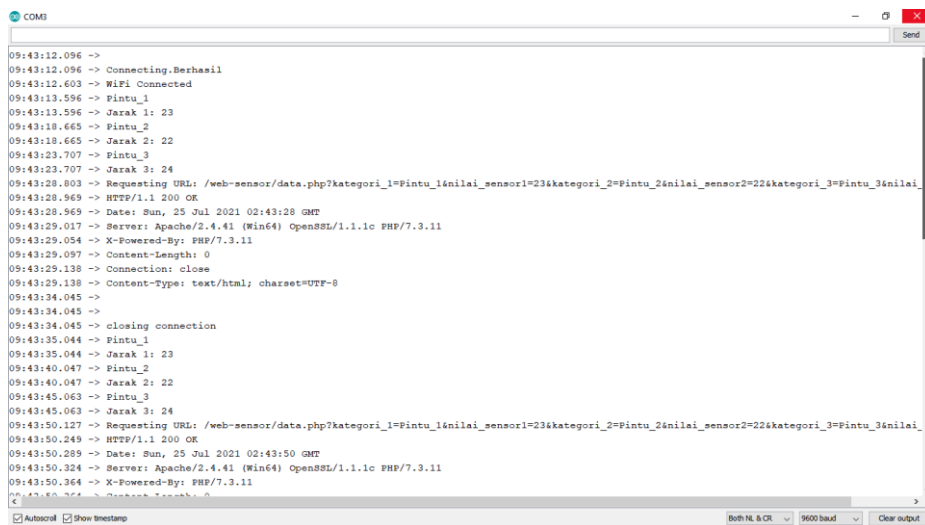 COM3
Send
09:43:12.096 ->
09:43:12.096 -> Connecting.Berhasil
09:43:12.603 -> WiFi Connected
09:43:13.596 -> Pintu_1
09:43:13.596 -> Jarak 1: 23
09:43:18.665 -> Pintu_2
09:43:18.665 -> Jarak 2: 22
09:43:23.707 -> Pintu_3
09:43:23.707 -> Jarak 3: 24
09:43:28.803 -> Requesting URL: /web-sensor/data.php?kategori_1=Pintu_1&nilai_sensor1=23&kategori_2=Pintu_2&nilai_sensor2=22&kategori_3=Pintu_3&nilai_
09:43:28.969 -> HTTP/1.1 200 OK
09:43:28.969 -> Date: Sun, 25 Jul 2021 02:43:28 GMT
09:43:29.017 -> Server: Apache/2.4.41 (Win64) OpenSSL/1.1.1c PHP/7.3.11
09:43:29.054 -> X-Powered-By: PHP/7.3.11
09:43:29.097 -> Content-Length: 0
09:43:29.138 -> Connection: close
09:43:29.138 -> Content-Type: text/html; charset=UTF-8
09:43:34.045 ->
09:43:34.045 ->
09:43:34.045 -> closing connection
09:43:35.044 -> Pintu_1
09:43:35.044 -> Jarak 1: 23
09:43:40.047 -> Pintu_2
09:43:40.047 -> Jarak 2: 22
09:43:45.063 -> Pintu_3
09:43:45.063 -> Jarak 3: 24
09:43:50.127 -> Requesting URL: /web-sensor/data.php?kategori_1=Pintu_1&nilai_sensor1=23&kategori_2=Pintu_2&nilai_sensor2=22&kategori_3=Pintu_3&nilai_
09:43:50.249 -> HTTP/1.1 200 OK
09:43:50.289 -> Date: Sun, 25 Jul 2021 02:43:50 GMT
09:43:50.324 -> Server: Apache/2.4.41 (Win64) OpenSSL/1.1.1c PHP/7.3.11
09:43:50.364 -> X-Powered-By: PHP/7.3.11
09:43:50.364 -> Content-Length: 0
Autoscroll Show timestamp Both NL & CR 9600 baud Clear output